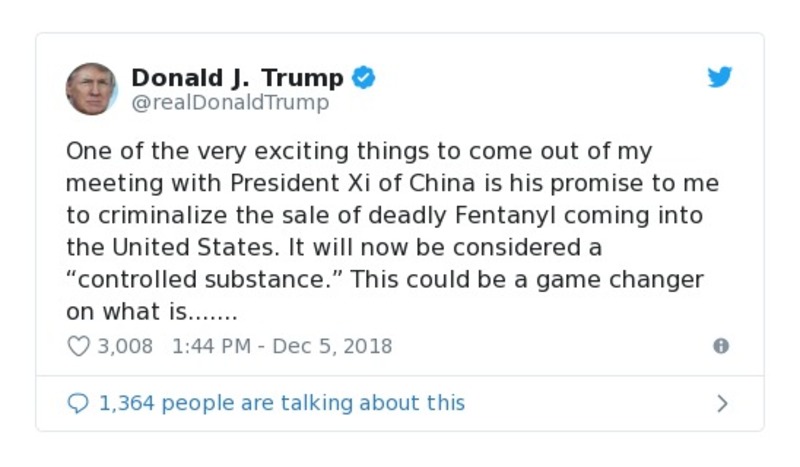 Donald J. Trump
@realDonaldTrump
One of the very exciting things to come out of my
meeting with President Xi of China is his promise to me
to criminalize the sale of deadly Fentanyl coming into
the United States. It will now be considered a
“controlled substance.” This could be a game changer
on what is.......
3,008 1:44 PM - Dec 5, 2018
1,364 people are talking about this